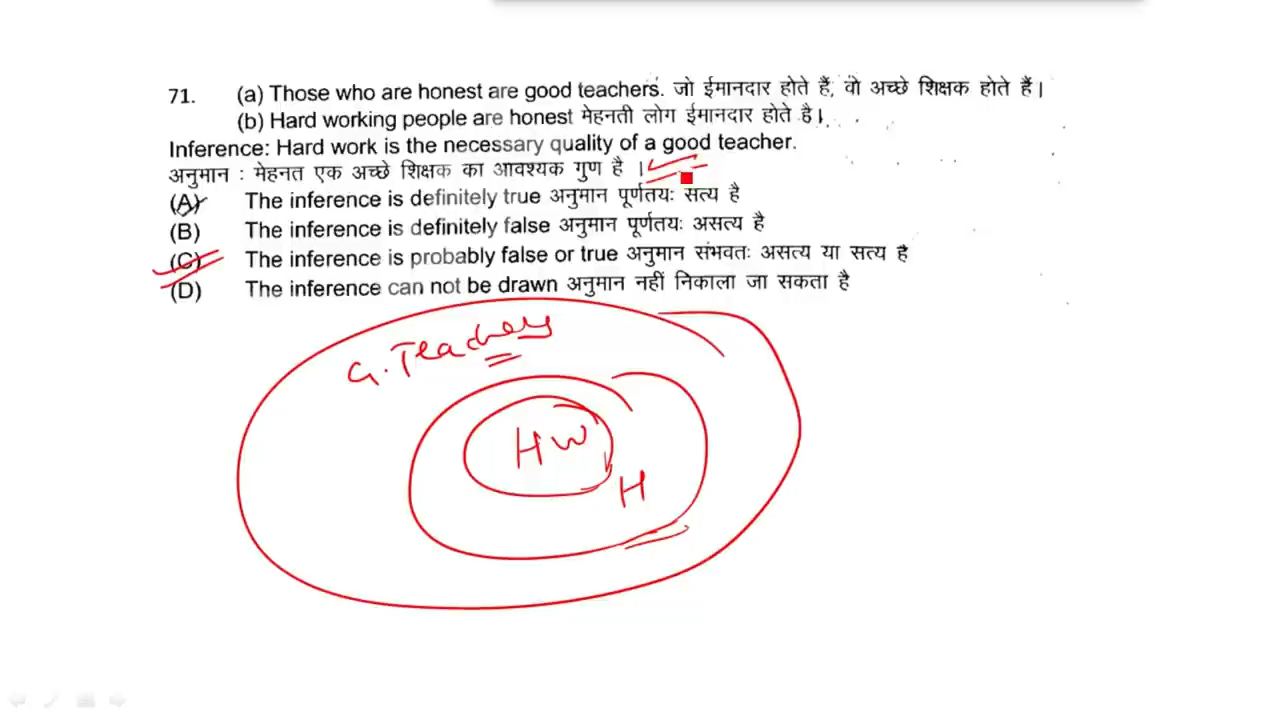 71. (a) Those who are honest are good teachers. जो ईमानदार होते हैं, वो अच्छे शिक्षक होते हैं।
(b) Hard working people are honest मेहनती लोग ईमानदार होते है।
Inference: Hard work is the necessary quality of a good teacher.
अनुमान : मेहनत एक अच्छे शिक्षक का आवश्यक गुण है ।
(A) The inference is definitely true अनुमान पूर्णतयः सत्य है
(B) The inference is definitely false अनुमान पूर्णतयः असत्य है
(C) The inference is probably false or true अनुमान संभवतः असत्य या सत्य है
(D) The inference can not be drawn अनुमान नहीं निकाला जा सकता है
G. Teachers
HW
H